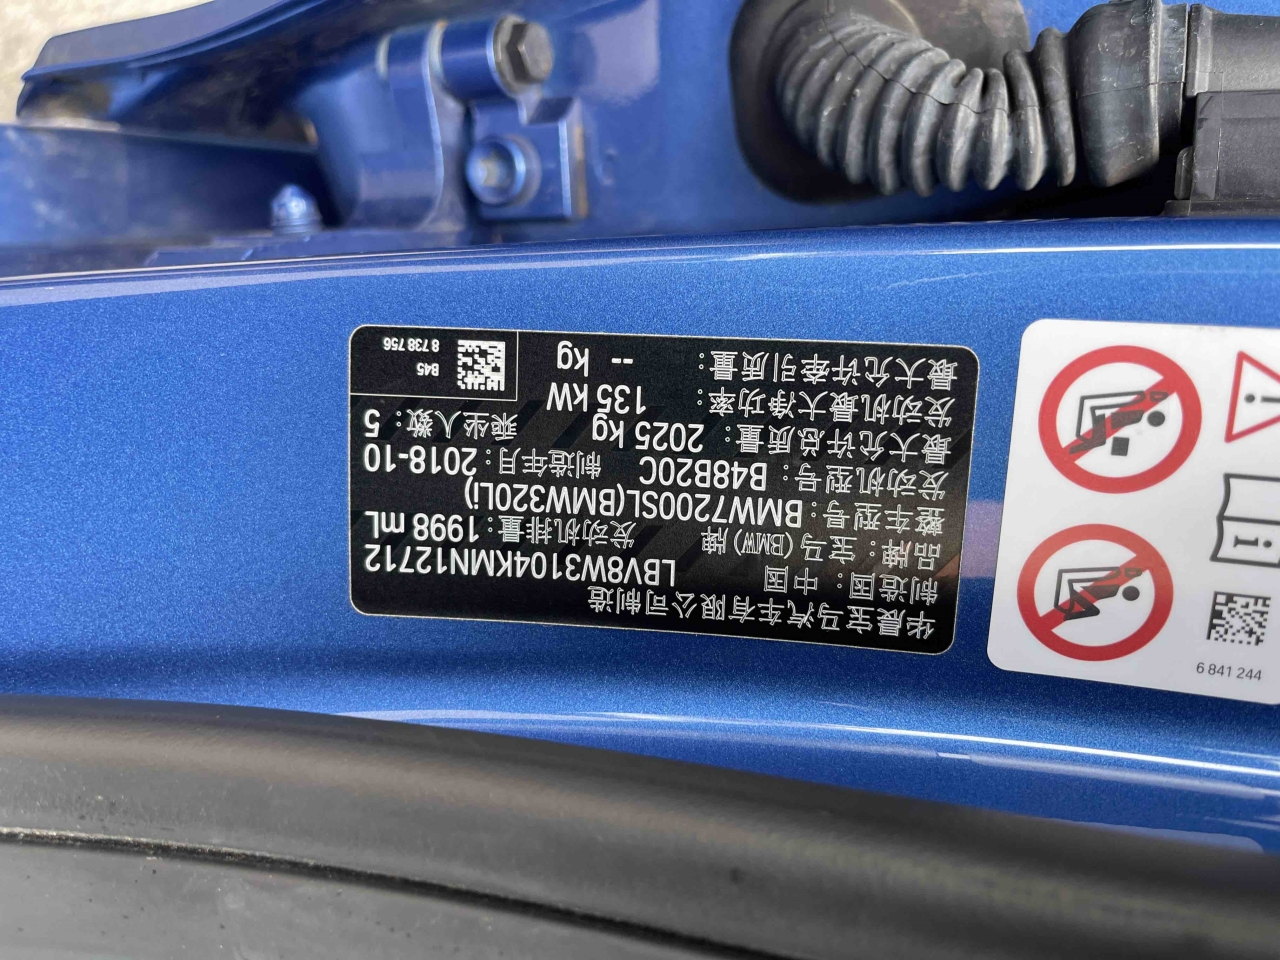 华晨宝马汽车有限公司制造
制造国：中国 LBV8W3104KMN12712
品牌：宝马 (BMW) 牌 发动机排量：1998 mL
整车型号：BMW7200SL(BMW320Li)
发动机型号：B48B20C 制造年月：2018-10
最大允许总质量：2025 kg 乘坐人数：5
发动机最大净功率：135 kW
最大允许牵引质量：-- kg
B45
8 738 756
6 841 244